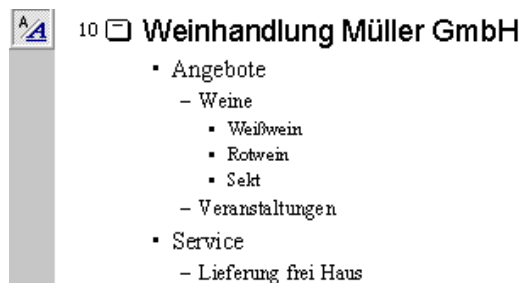 10 Weinhandlung Müller GmbH
• Angebote
– Weine
▪ Weißwein
▪ Rotwein
▪ Sekt
– Veranstaltungen
• Service
– Lieferung frei Haus